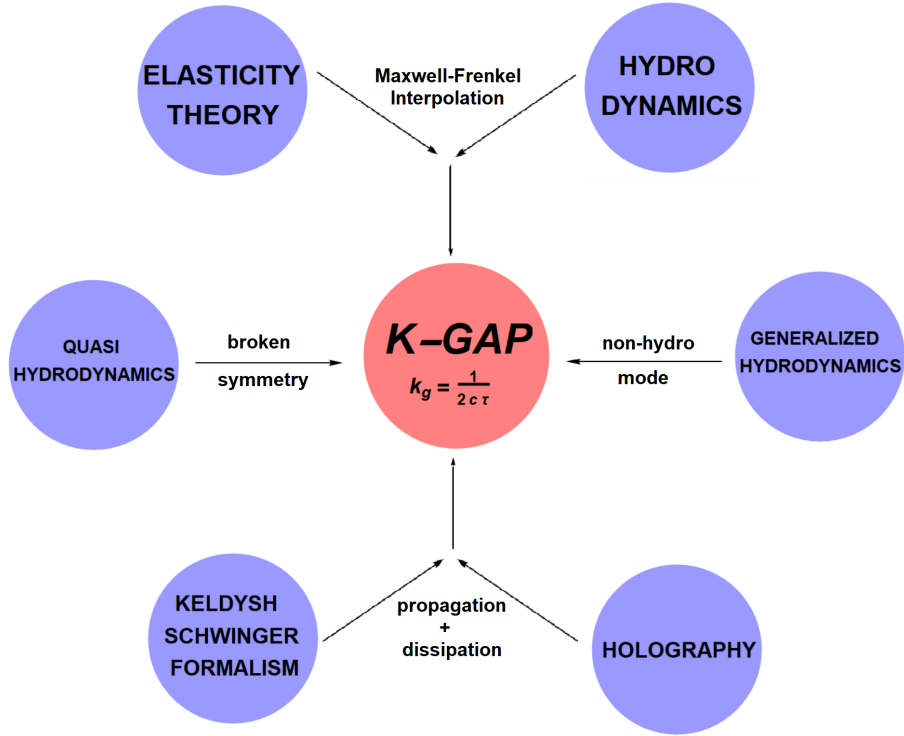 ELASTICITY
THEORY
Maxwell-Frenkel
Interpolation
HYDRO
DYNAMICS
QUASI
HYDRODYNAMICS
broken
symmetry
K–GAP
k_g = 1 / 2 c τ
non-hydro
mode
GENERALIZED
HYDRODYNAMICS
KELDYSH
SCHWINGER
FORMALISM
propagation
+
dissipation
HOLOGRAPHY